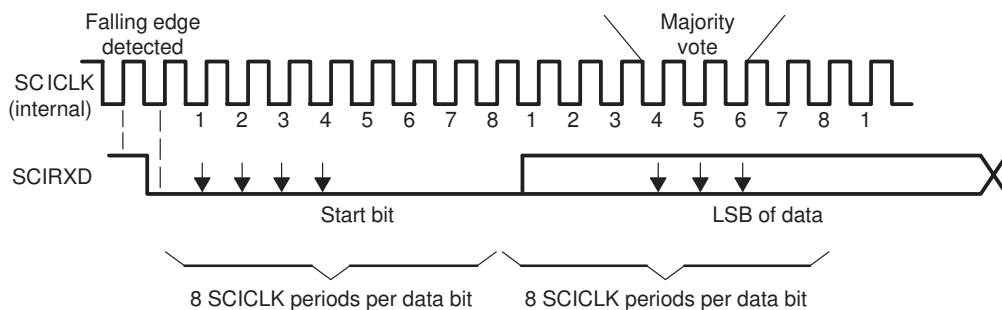 Falling edge
detected
Majority
vote
SCICLK
(internal)
1 2 3 4 5 6 7 8 1 2 3 4 5 6 7 8 1
SCIRXD
Start bit
LSB of data
8 SCICLK periods per data bit
8 SCICLK periods per data bit